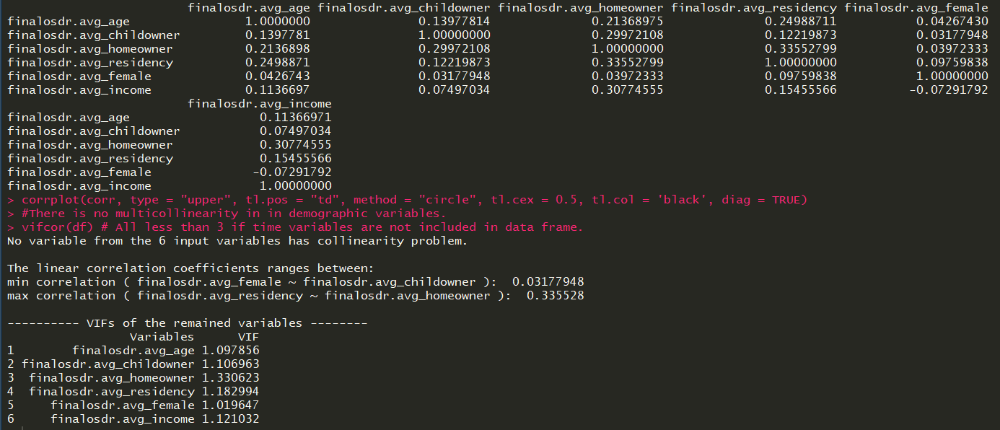 finalosdr.avg_age finalosdr.avg_childowner finalosdr.avg_homeowner finalosdr.avg_residency finalosdr.avg_female
finalosdr.avg_age 1.0000000 0.13977814 0.21368975 0.24988711 0.04267430
finalosdr.avg_childowner 0.1397781 1.00000000 0.29972108 0.12219873 0.03177948
finalosdr.avg_homeowner 0.2136898 0.29972108 1.00000000 0.33552799 0.03972333
finalosdr.avg_residency 0.2498871 0.12219873 0.33552799 1.00000000 0.09759838
finalosdr.avg_female 0.0426743 0.03177948 0.03972333 0.09759838 1.00000000
finalosdr.avg_income 0.1136697 0.07497034 0.30774555 0.15455566 -0.07291792
finalosdr.avg_income
finalosdr.avg_age 0.11366971
finalosdr.avg_childowner 0.07497034
finalosdr.avg_homeowner 0.30774555
finalosdr.avg_residency 0.15455566
finalosdr.avg_female -0.07291792
finalosdr.avg_income 1.00000000
> corrplot(corr, type = "upper", tl.pos = "td", method = "circle", tl.cex = 0.5, tl.col = 'black', diag = TRUE)
> #There is no multicollinearity in in demographic variables.
> vifcor(df) # All less than 3 if time variables are not included in data frame.
No variable from the 6 input variables has collinearity problem.
The linear correlation coefficients ranges between:
min correlation ( finalosdr.avg_female ~ finalosdr.avg_childowner ): 0.03177948
max correlation ( finalosdr.avg_residency ~ finalosdr.avg_homeowner ): 0.335528
---------- VIFs of the remained variables --------
Variables VIF
1 finalosdr.avg_age 1.097856
2 finalosdr.avg_childowner 1.106963
3 finalosdr.avg_homeowner 1.330623
4 finalosdr.avg_residency 1.182994
5 finalosdr.avg_female 1.019647
6 finalosdr.avg_income 1.121032